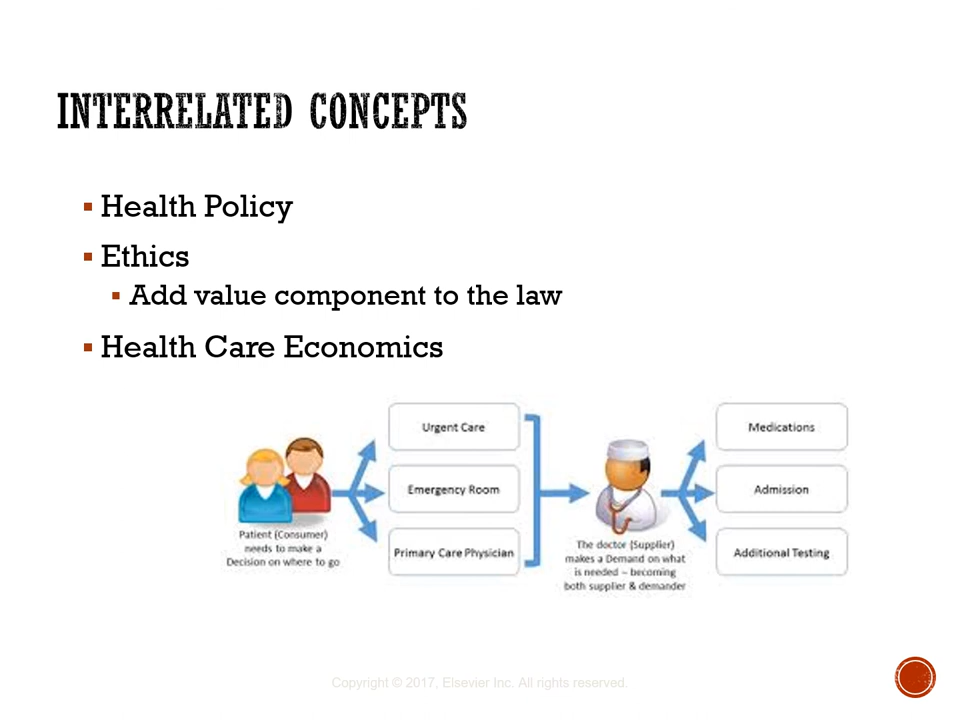 INTERRELATED CONCEPTS
Health Policy
Ethics
Add value component to the law
Health Care Economics
Urgent Care
Emergency Room
Primary Care Physician
Patient (Consumer)
needs to make a
Decision on where to go
The doctor (Supplier)
makes a Demand on what
is needed – becoming
both supplier & demander
Medications
Admission
Additional Testing
Copyright © 2017, Elsevier Inc. All rights reserved.